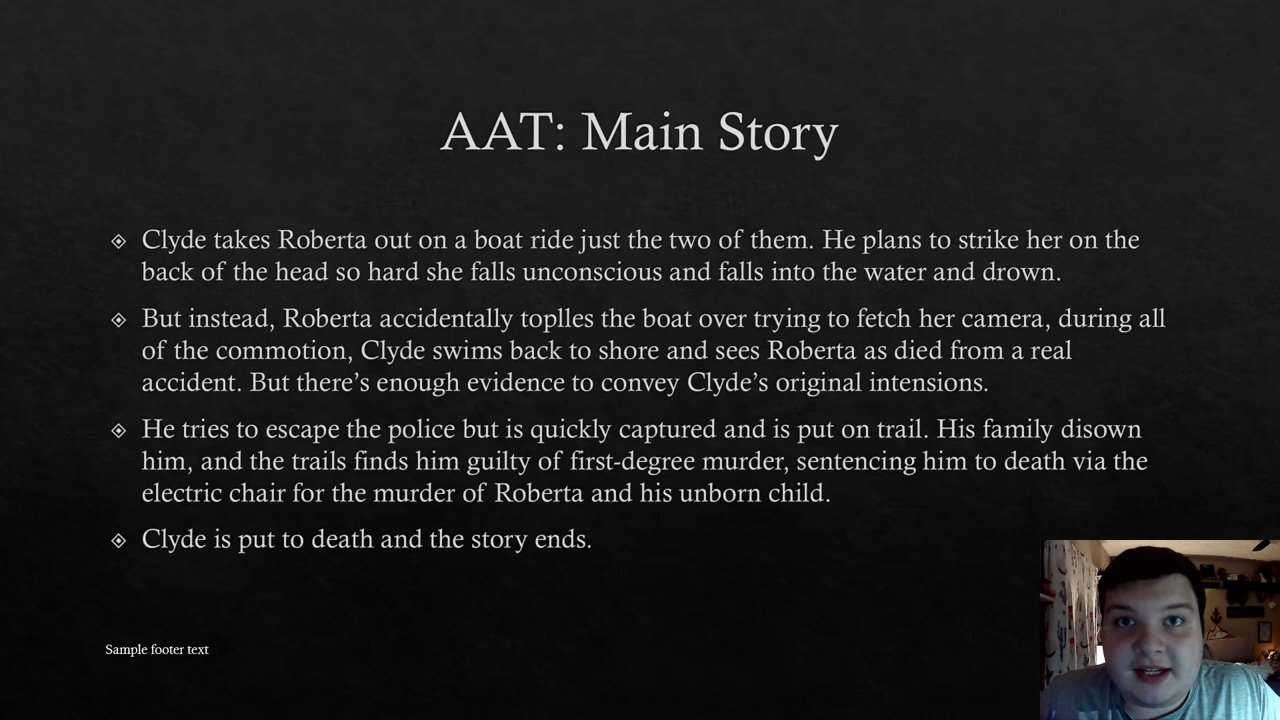 AAT: Main Story
Clyde takes Roberta out on a boat ride just the two of them. He plans to strike her on the
back of the head so hard she falls unconscious and falls into the water and drown.
But instead, Roberta accidentally toplles the boat over trying to fetch her camera, during all
of the commotion, Clyde swims back to shore and sees Roberta as died from a real
accident. But there’s enough evidence to convey Clyde’s original intensions.
He tries to escape the police but is quickly captured and is put on trail. His family disown
him, and the trails finds him guilty of first-degree murder, sentencing him to death via the
electric chair for the murder of Roberta and his unborn child.
Clyde is put to death and the story ends.
Sample footer text